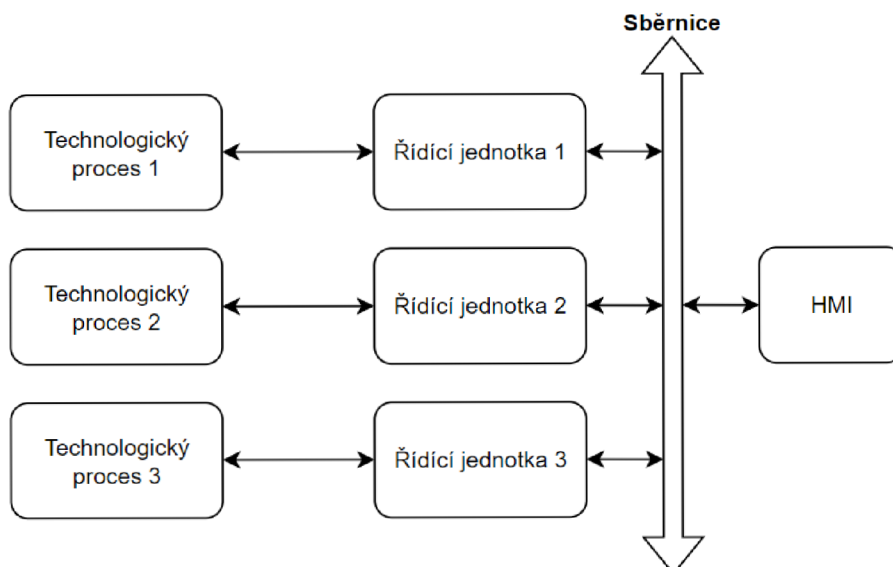 Sběrnice
Technologický
proces 1
Řídící jednotka 1
Technologický
proces 2
Řídící jednotka 2
HMI
Technologický
proces 3
Řídící jednotka 3